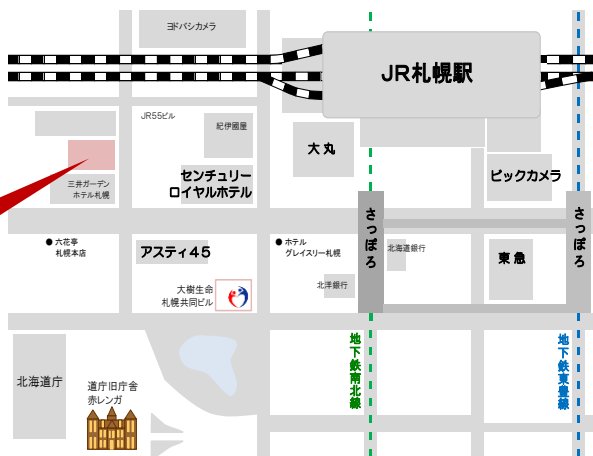 ヨドバシカメラ
JR札幌駅
JR55ビル
紀伊國屋
大丸
センチュリー
ロイヤルホテル
ビックカメラ
三井ガーデン
ホテル札幌
さっぽろ
さっぽろ
六花亭
札幌本店
アスティ45
ホテル
グレイスリー札幌
北海道銀行
東急
大樹生命
札幌共同ビル
北洋銀行
地下鉄南北線
地下鉄東豊線
北海道庁
道庁旧庁舎
赤レンガ